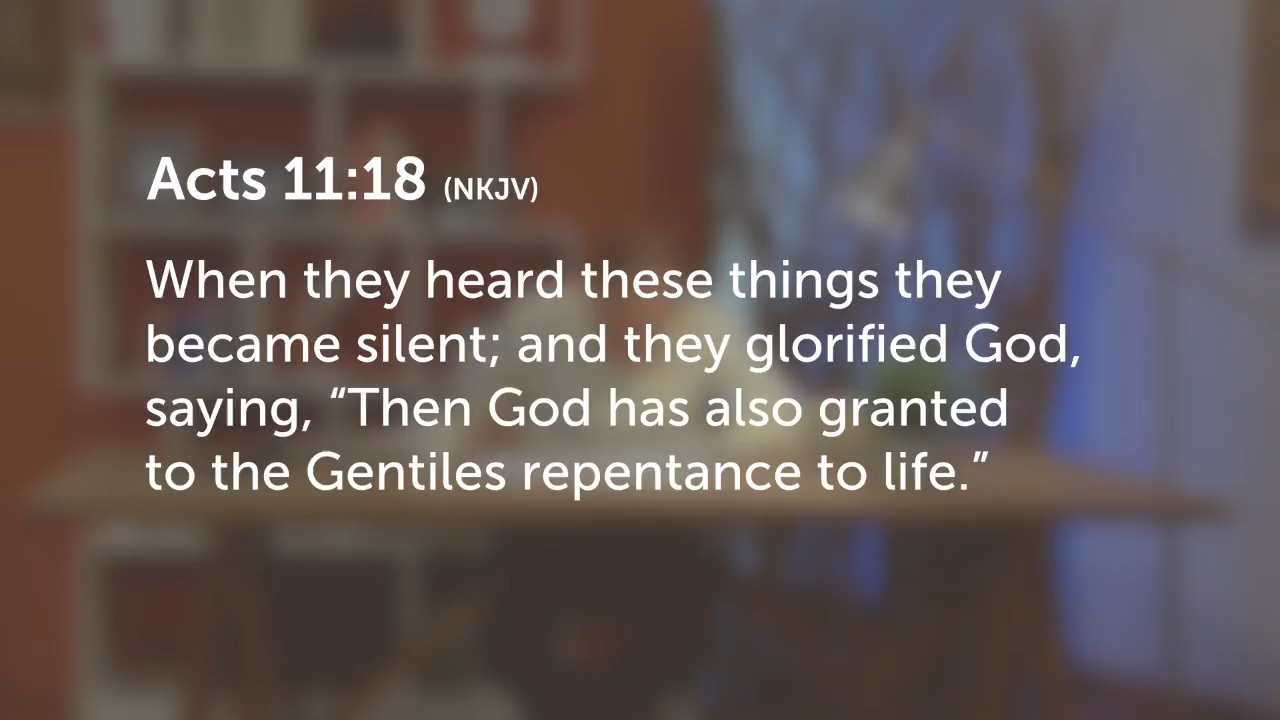 Acts 11:18 (NKJV)
When they heard these things they
became silent; and they glorified God,
saying, “Then God has also granted
to the Gentiles repentance to life.”